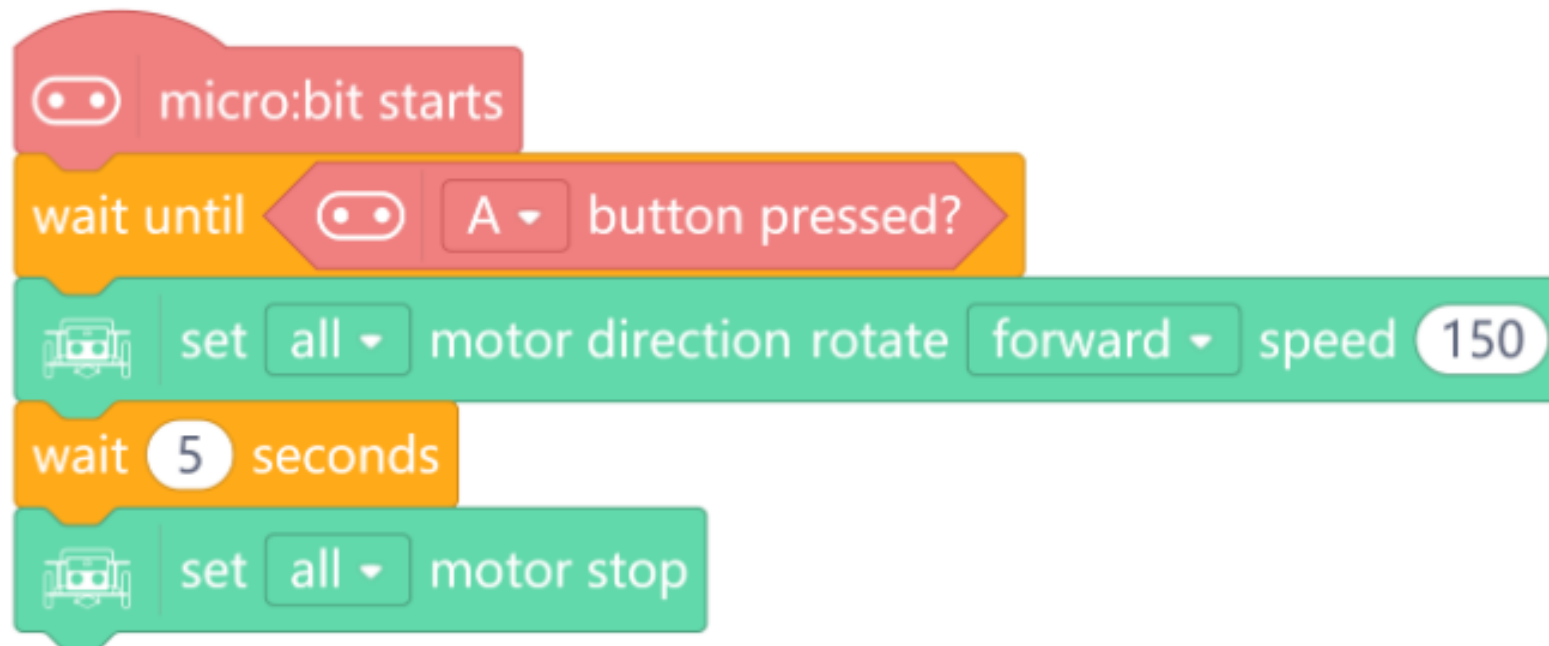 micro:bit starts
wait until A button pressed?
set all motor direction rotate forward speed 150
wait 5 seconds
set all motor stop